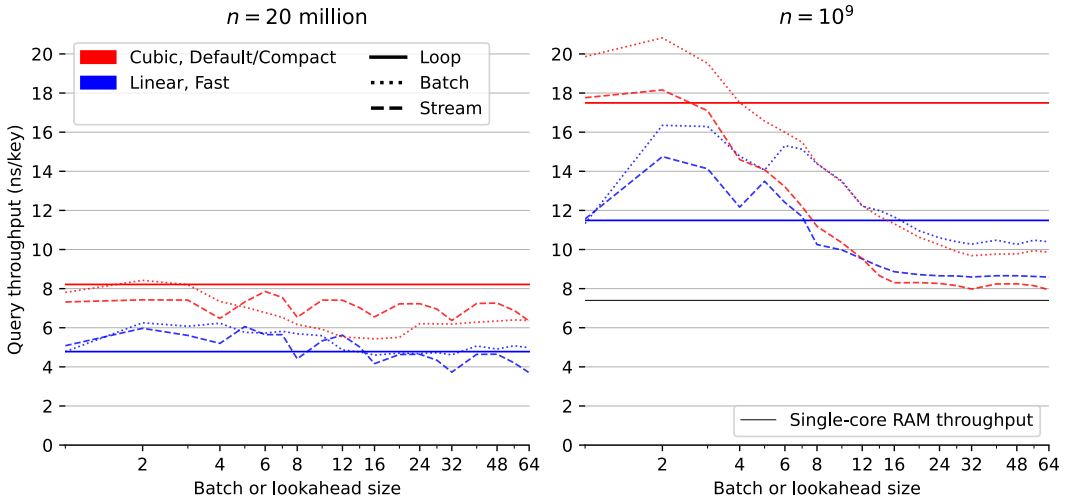 n = 20 million
Query throughput (ns/key)
20
18
16
14
12
10
8
6
4
2
0
Cubic, Default/Compact
Linear, Fast
Loop
Batch
Stream
2 4 6 8 12 16 24 32 48 64
Batch or lookahead size
n = 10⁹
20
18
16
14
12
10
8
6
4
2
0
Single-core RAM throughput
2 4 6 8 12 16 24 32 48 64
Batch or lookahead size